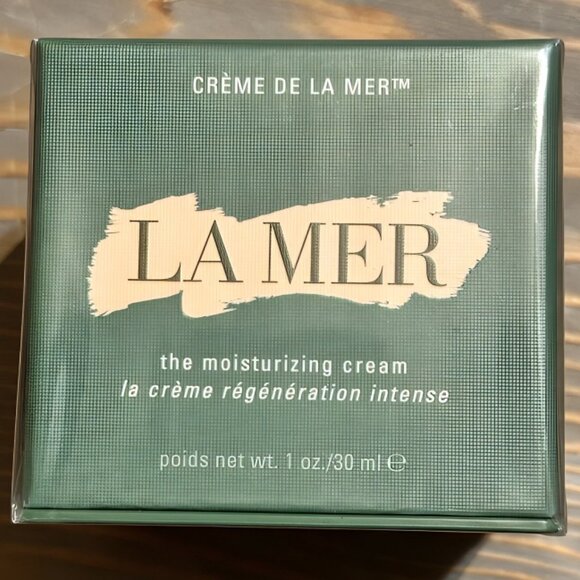 CRÈME DE LA MER™
LA MER
the moisturizing cream
la crème régénération intense
poids net wt. 1 oz./30 ml ℮